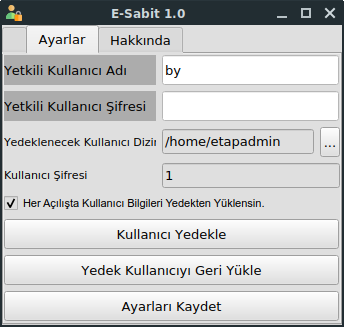 E-Sabit 1.0
Ayarlar Hakkında
Yetkili Kullanıcı Adı by
Yetkili Kullanıcı Şifresi
Yedeklenecek Kullanıcı Dizir /home/etapadmin ...
Kullanıcı Şifresi 1
Her Açılışta Kullanıcı Bilgileri Yedekten Yüklensin.
Kullanıcı Yedekle
Yedek Kullanıcıyı Geri Yükle
Ayarları Kaydet